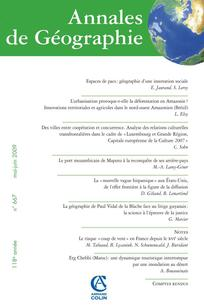 Annales
de Géographie
Espaces de parcs : géographie d'une innovation sociale
E. Jaurand, S. Leroy
L'urbanisation provoque-t-elle la déforestation en Amazonie ?
Innovations territoriales et agricoles dans le nord-ouest Amazonien (Brésil)
L. Eloy
Des villes entre coopération et concurrence. Analyse des relations culturelles
transfrontalières dans le cadre de « Luxembourg et Grande Région,
Capitale européenne de la Culture 2007 »
C. Sohn
Le port mozambicain de Maputo à la reconquête de son arrière-pays
M.-A. Lamy-Giner
La « nouvelle vague hispanique » aux États-Unis,
de l'effet frontière à la figure de la diffusion
D. Giband, B. Lemartinel
La géographie de Paul Vidal de la Blache face au litige guyanais :
la science à l'épreuve de la justice
G. Mercier
NOTES
Le risque « coup de vent » en France depuis le XVIe siècle
Erg Chebbi (Maroc) : une dynamique touristique interrompue
par une inondation au désert
COMPTES RENDUS
118e année
mai-juin 2009
n° 667
ARMAND
COLIN